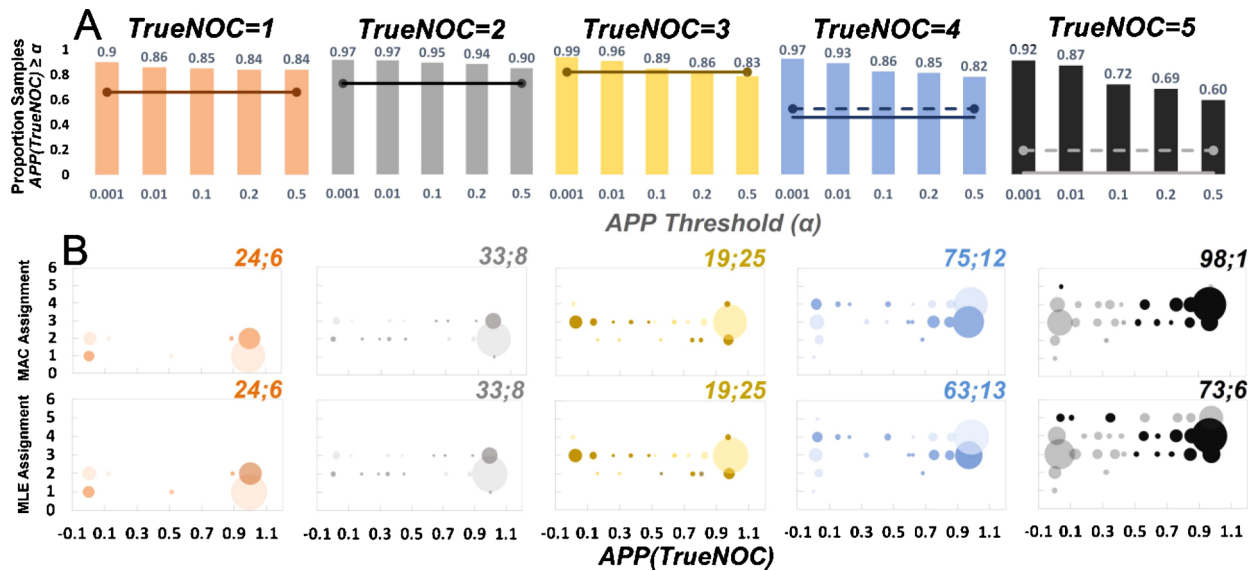 A
TrueNOC=1 TrueNOC=2 TrueNOC=3 TrueNOC=4 TrueNOC=5
Proportion Samples
APP(TrueNOC) ≥ α
1
0.8
0.6
0.4
0.2
0
0.9 0.86 0.85 0.84 0.84
0.97 0.97 0.95 0.94 0.90
0.99 0.96 0.89 0.86 0.83
0.97 0.93 0.86 0.85 0.82
0.92 0.87 0.72 0.69 0.60
0.001 0.01 0.1 0.2 0.5 0.001 0.01 0.1 0.2 0.5 0.001 0.01 0.1 0.2 0.5 0.001 0.01 0.1 0.2 0.5 0.001 0.01 0.1 0.2 0.5
APP Threshold (α)
B
24;6 33;8 19;25 75;12 98;1
MAC Assignment
6
5
4
3
2
1
0
24;6 33;8 19;25 63;13 73;6
MLE Assignment
6
5
4
3
2
1
0
-0.1 0.1 0.3 0.5 0.7 0.9 1.1 -0.1 0.1 0.3 0.5 0.7 0.9 1.1 -0.1 0.1 0.3 0.5 0.7 0.9 1.1 -0.1 0.1 0.3 0.5 0.7 0.9 1.1 -0.1 0.1 0.3 0.5 0.7 0.9 1.1
APP(TrueNOC)